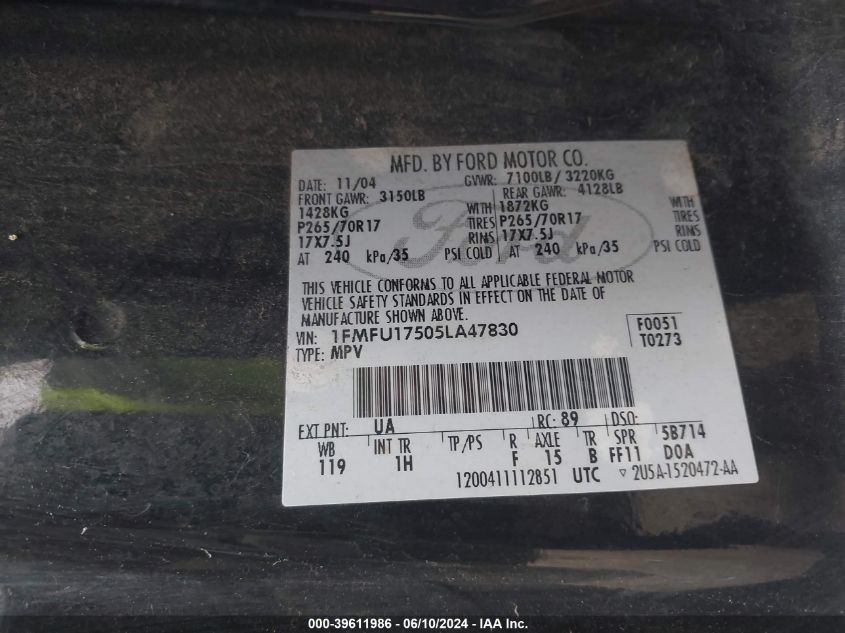 MFD. BY FORD MOTOR CO.
DATE: 11/04 GVWR: 7100LB/ 3220KG
FRONT GAWR: 3150LB REAR GAWR: 4128LB
1428KG WITH 1872KG WITH
P265/70R17 TIRES P265/70R17 TIRES
17X7.5J RIMS 17X7.5J RIMS
AT 240 kPa/35 PSI COLD AT 240 kPa/35 PSI COLD
Ford
THIS VEHICLE CONFORMS TO ALL APPLICABLE FEDERAL MOTOR
VEHICLE SAFETY STANDARDS IN EFFECT ON THE DATE OF
MANUFACTURE SHOWN ABOVE.
VIN: 1FMFU17505LA47830 F0051
TYPE: MPV T0273
EXT PNT: UA RC: 89 DSO:
WB INT TR TP/PS R AXLE TR SPR 5B714
119 1H F 15 B FF11 DOA
1200411112851 UTC ▽ 2U5A-1520472-AA
000-39611986 - 06/10/2024 - IAA Inc.